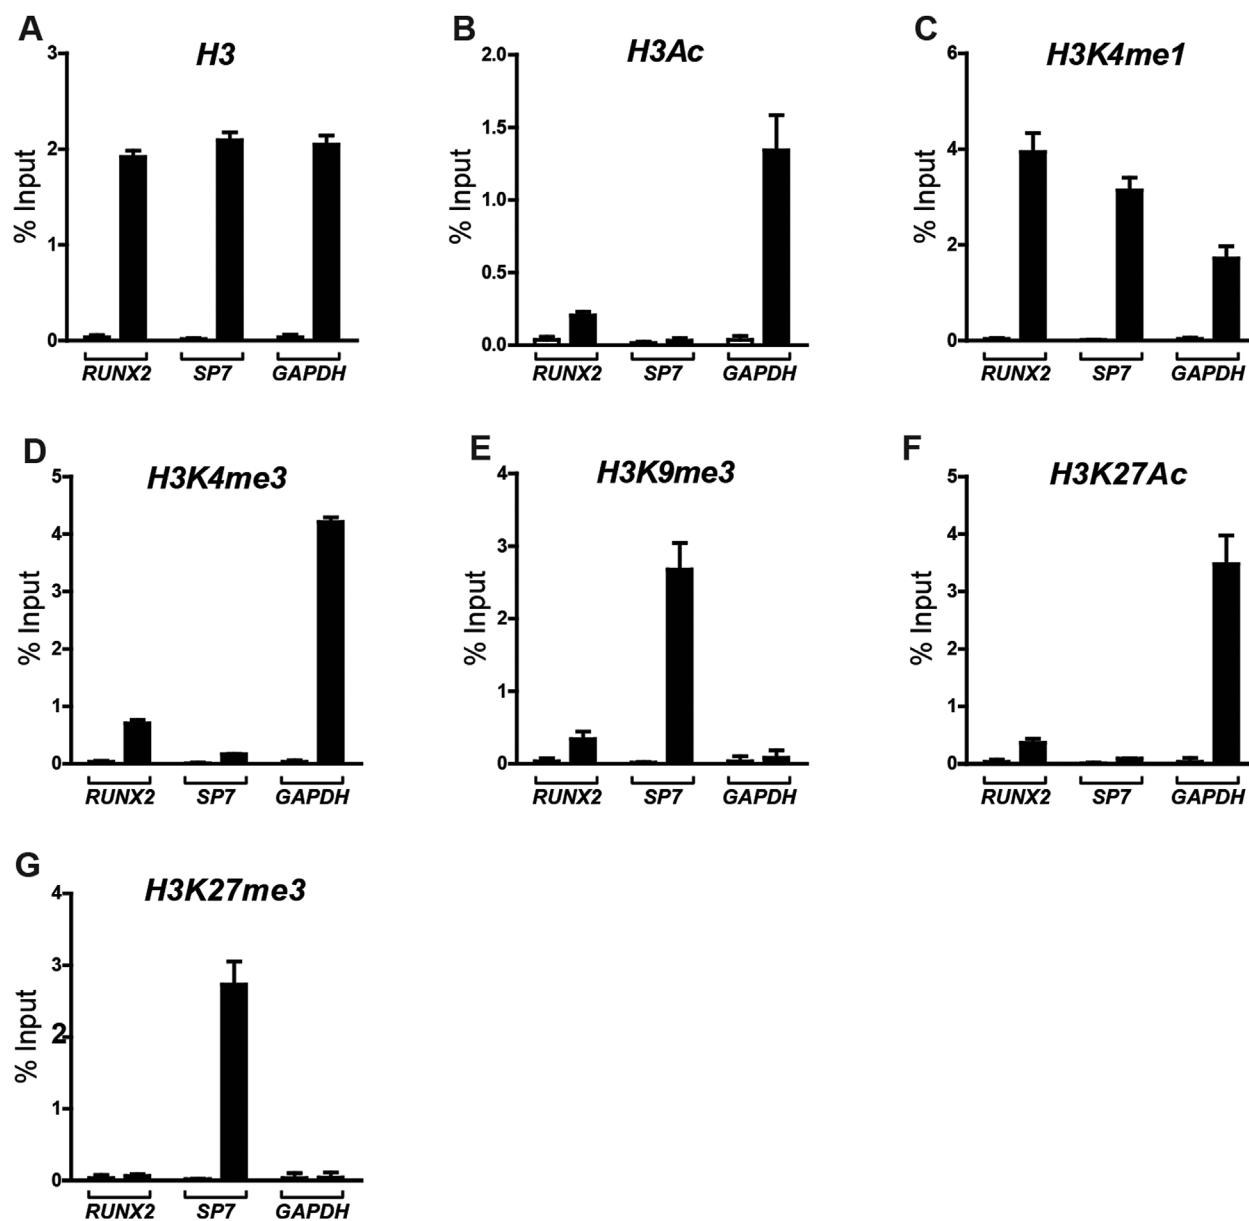 A
H3
3
2
1
0
% Input
RUNX2 SP7 GAPDH
B
H3Ac
2.0
1.5
1.0
0.5
0.0
% Input
RUNX2 SP7 GAPDH
C
H3K4me1
6
4
2
0
% Input
RUNX2 SP7 GAPDH
D
H3K4me3
5
4
3
2
1
0
% Input
RUNX2 SP7 GAPDH
E
H3K9me3
4
3
2
1
0
% Input
RUNX2 SP7 GAPDH
F
H3K27Ac
5
4
3
2
1
0
% Input
RUNX2 SP7 GAPDH
G
H3K27me3
4
3
2
1
0
% Input
RUNX2 SP7 GAPDH